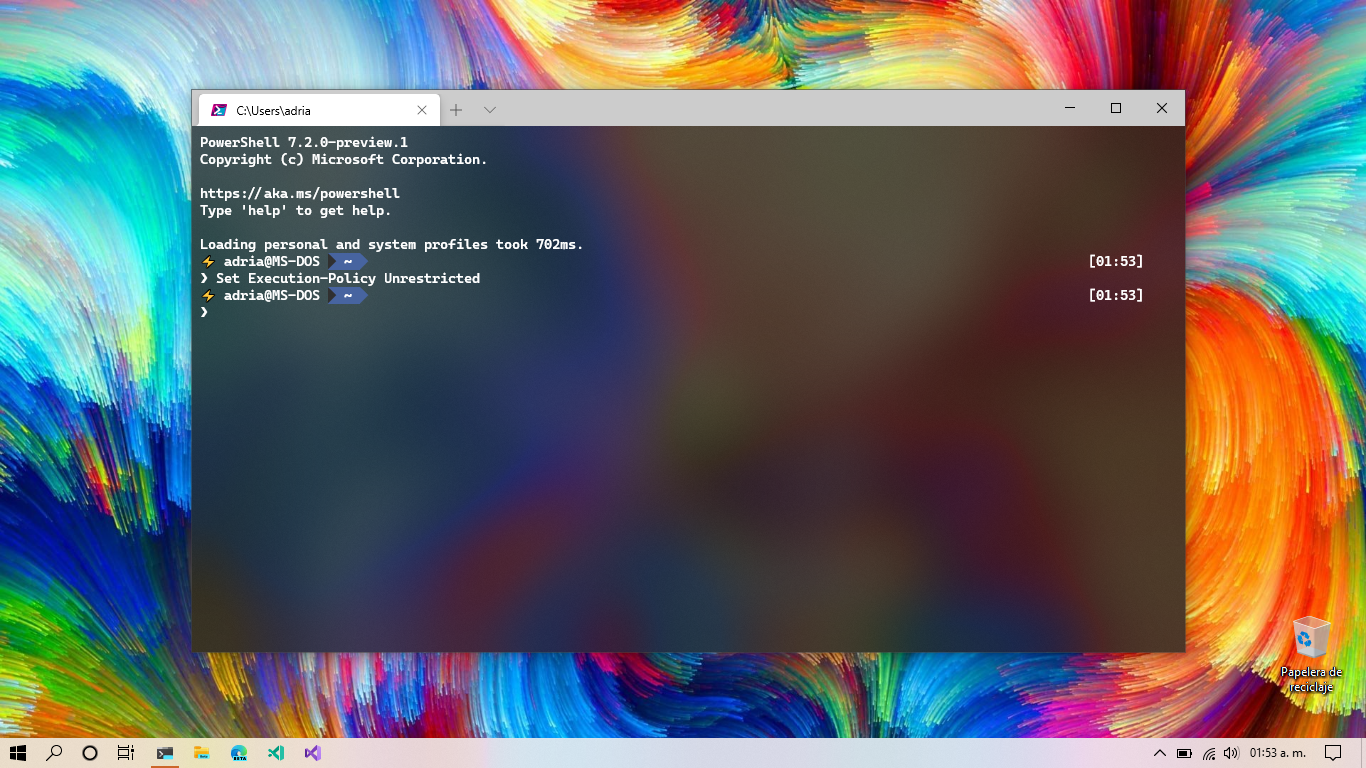 C:\Users\adria
PowerShell 7.2.0-preview.1
Copyright (c) Microsoft Corporation.
https://aka.ms/powershell
Type 'help' to get help.
Loading personal and system profiles took 702ms.
⚡ adria@MS-DOS ~ [01:53]
❯ Set Execution-Policy Unrestricted
⚡ adria@MS-DOS ~ [01:53]
❯
Papelera de
reciclaje
BETA
01:53 a. m.